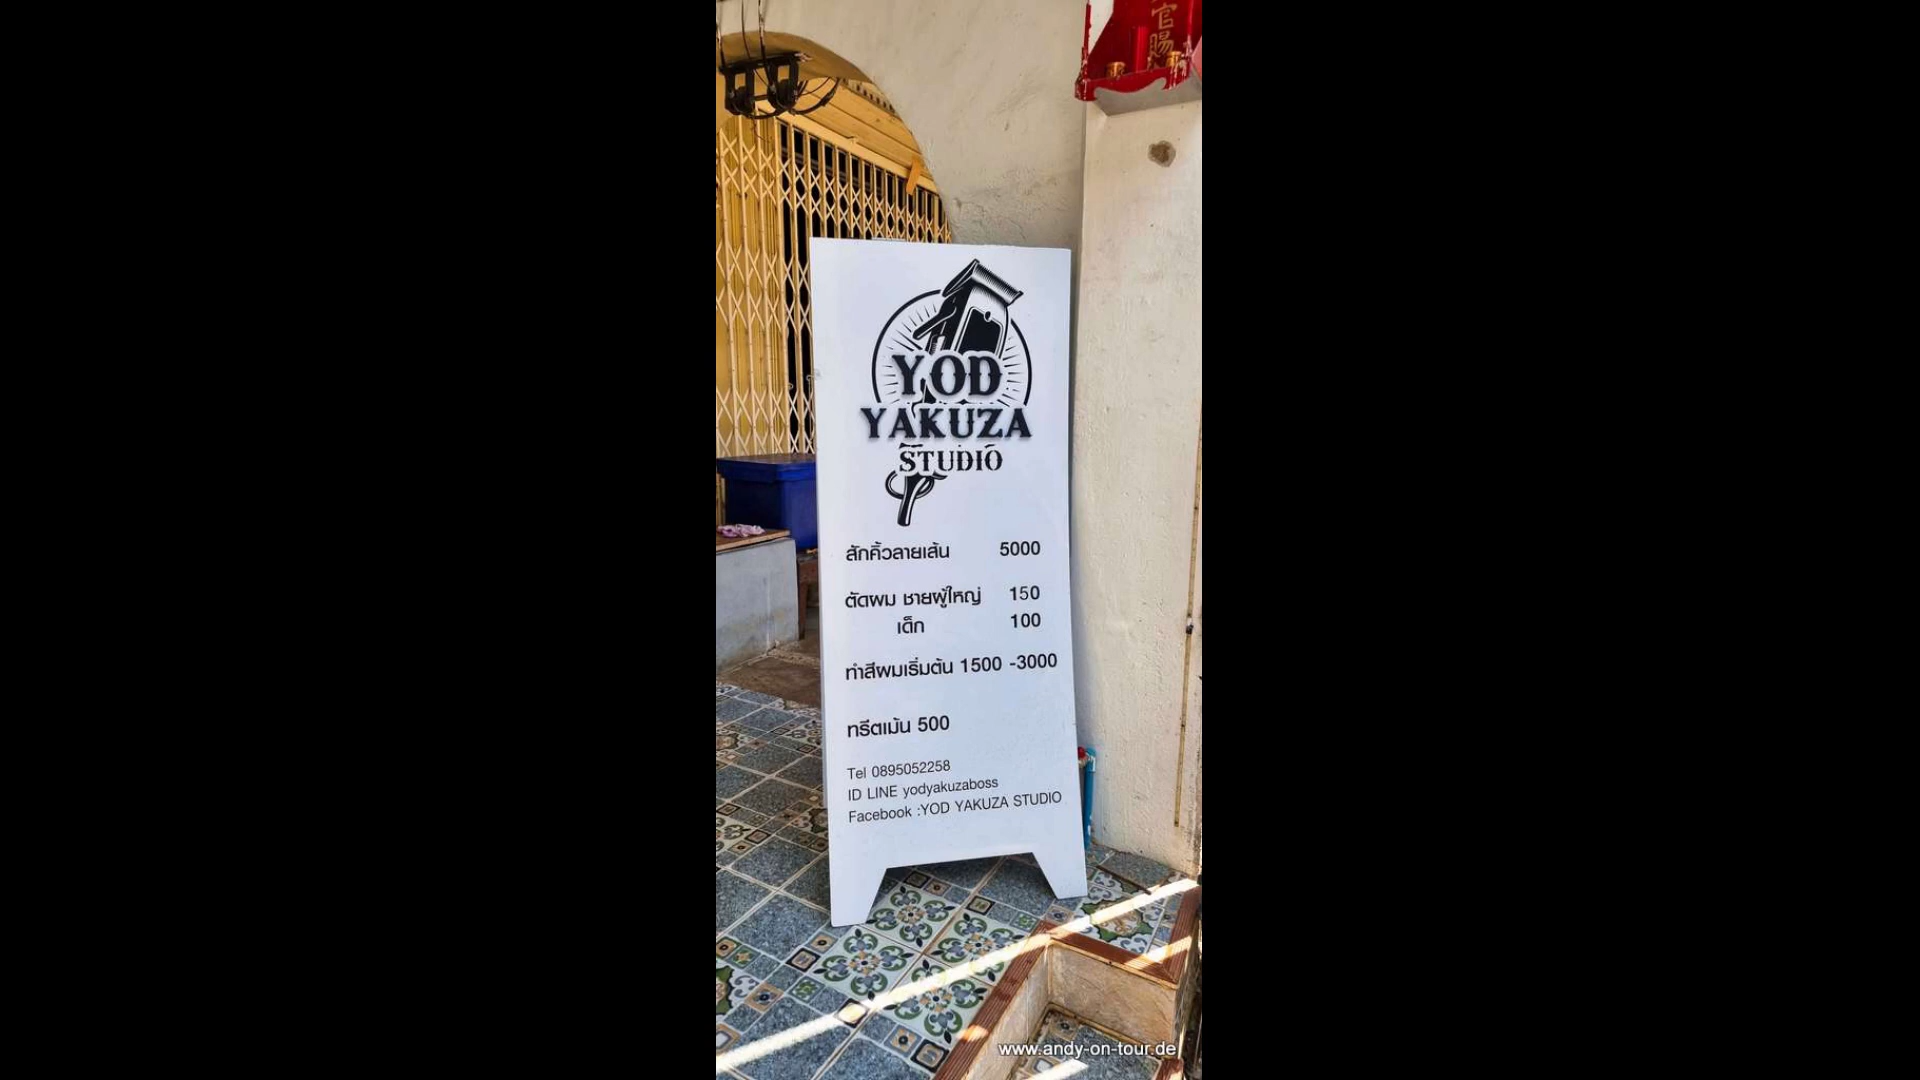 官賜
YOD
YAKUZA
STUDIO
สักคิ้วลายเส้น 5000
ตัดผม ชายผู้ใหญ่ 150
เด็ก 100
ทำสีผมเริ่มต้น 1500 -3000
ทรีตเม้น 500
Tel 0895052258
ID LINE yodyakuzaboss
Facebook :YOD YAKUZA STUDIO
www.andy-on-tour.de